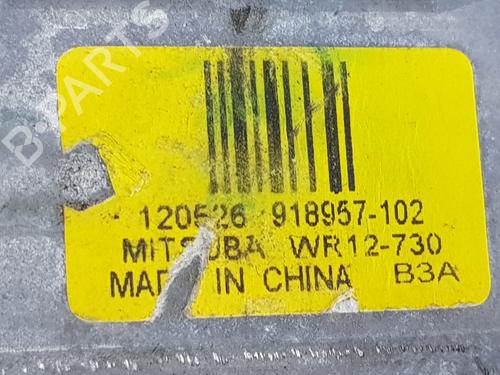 B-PARTS
120526 918957-102
MITSUBA WR12-730
MADE IN CHINA B3A